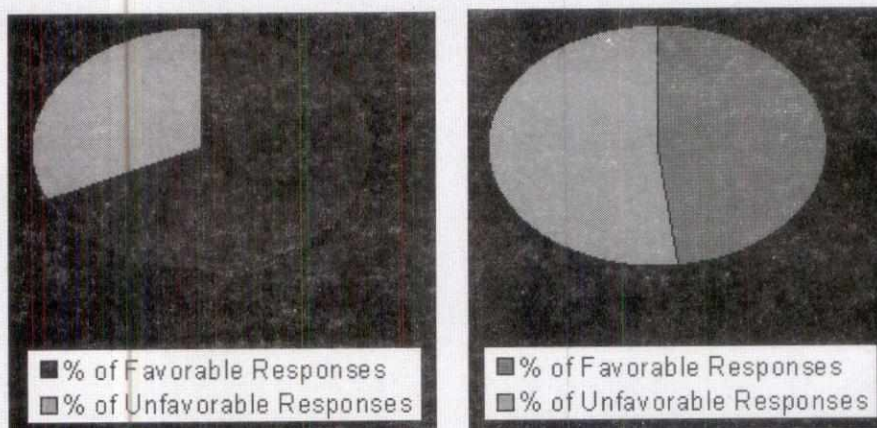 % of Favorable Responses
% of Unfavorable Responses
% of Favorable Responses
% of Unfavorable Responses